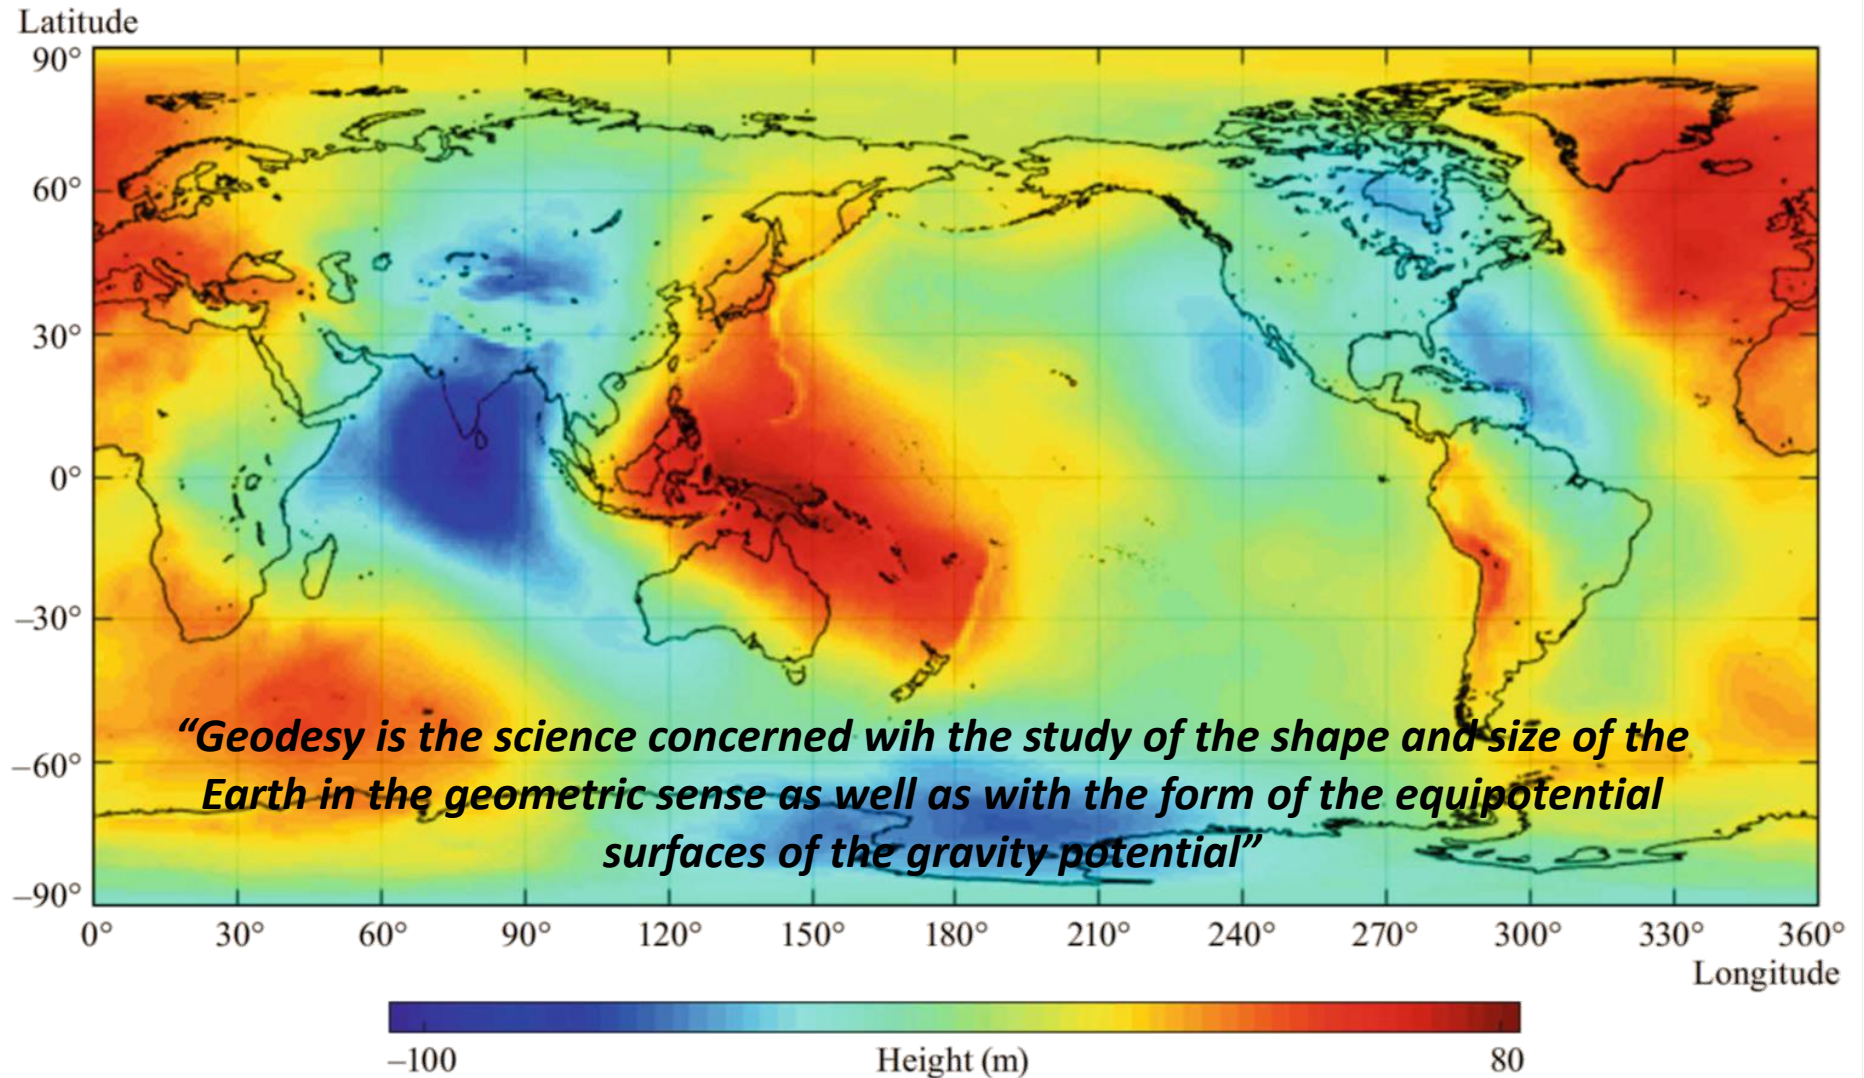 Latitude
90°
60°
30°
0°
–30°
–60°
–90°
“Geodesy is the science concerned wih the study of the shape and size of the
Earth in the geometric sense as well as with the form of the equipotential
surfaces of the gravity potential”
0° 30° 60° 90° 120° 150° 180° 210° 240° 270° 300° 330° 360°
Longitude
–100 Height (m) 80